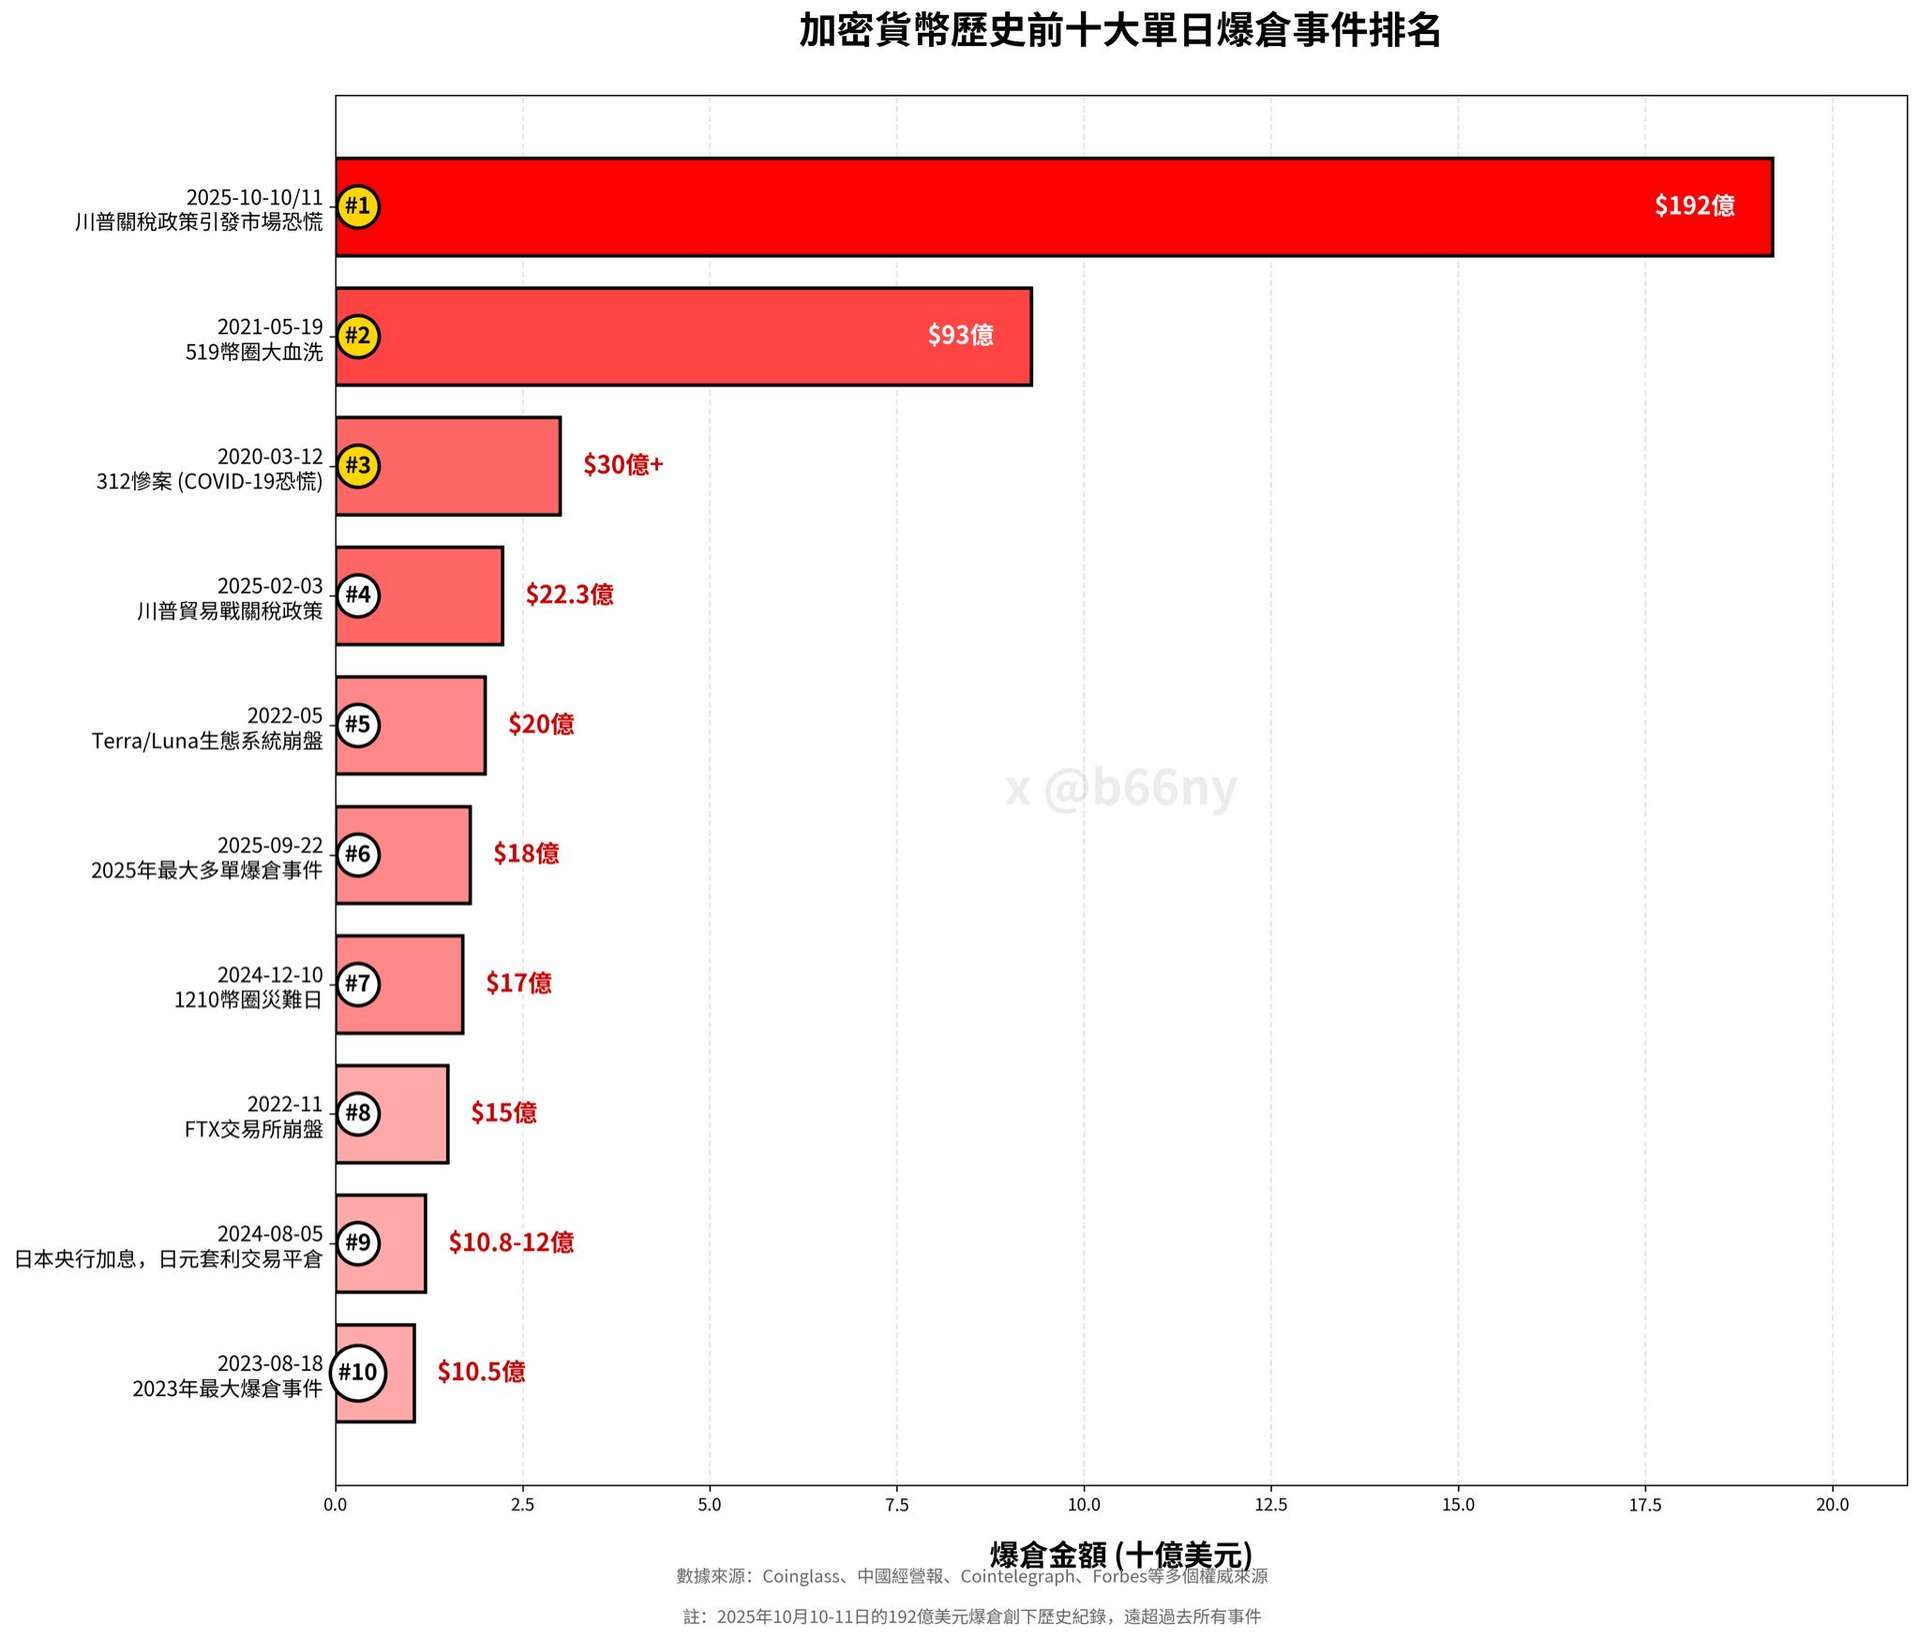 加密貨幣歷史前十大單日爆倉事件排名
2025-10-10/11
川普關稅政策引發市場恐慌
#1
$192億
2021-05-19
519幣圈大血洗
#2
$93億
2020-03-12
312慘案 (COVID-19恐慌)
#3
$30億+
2025-02-03
川普貿易戰關稅政策
#4
$22.3億
2022-05
Terra/Luna生態系統崩盤
#5
$20億
x @b66ny
2025-09-22
2025年最大多單爆倉事件
#6
$18億
2024-12-10
1210幣圈災難日
#7
$17億
2022-11
FTX交易所崩盤
#8
$15億
2024-08-05
日本央行加息，日元套利交易平倉
#9
$10.8-12億
2023-08-18
2023年最大爆倉事件
#10
$10.5億
0.0 2.5 5.0 7.5 10.0 12.5 15.0 17.5 20.0
爆倉金額 (十億美元)
數據來源：Coinglass、中國經營報、Cointelegraph、Forbes等多個權威來源
註：2025年10月10-11日的192億美元爆倉創下歷史紀錄，遠超過去所有事件